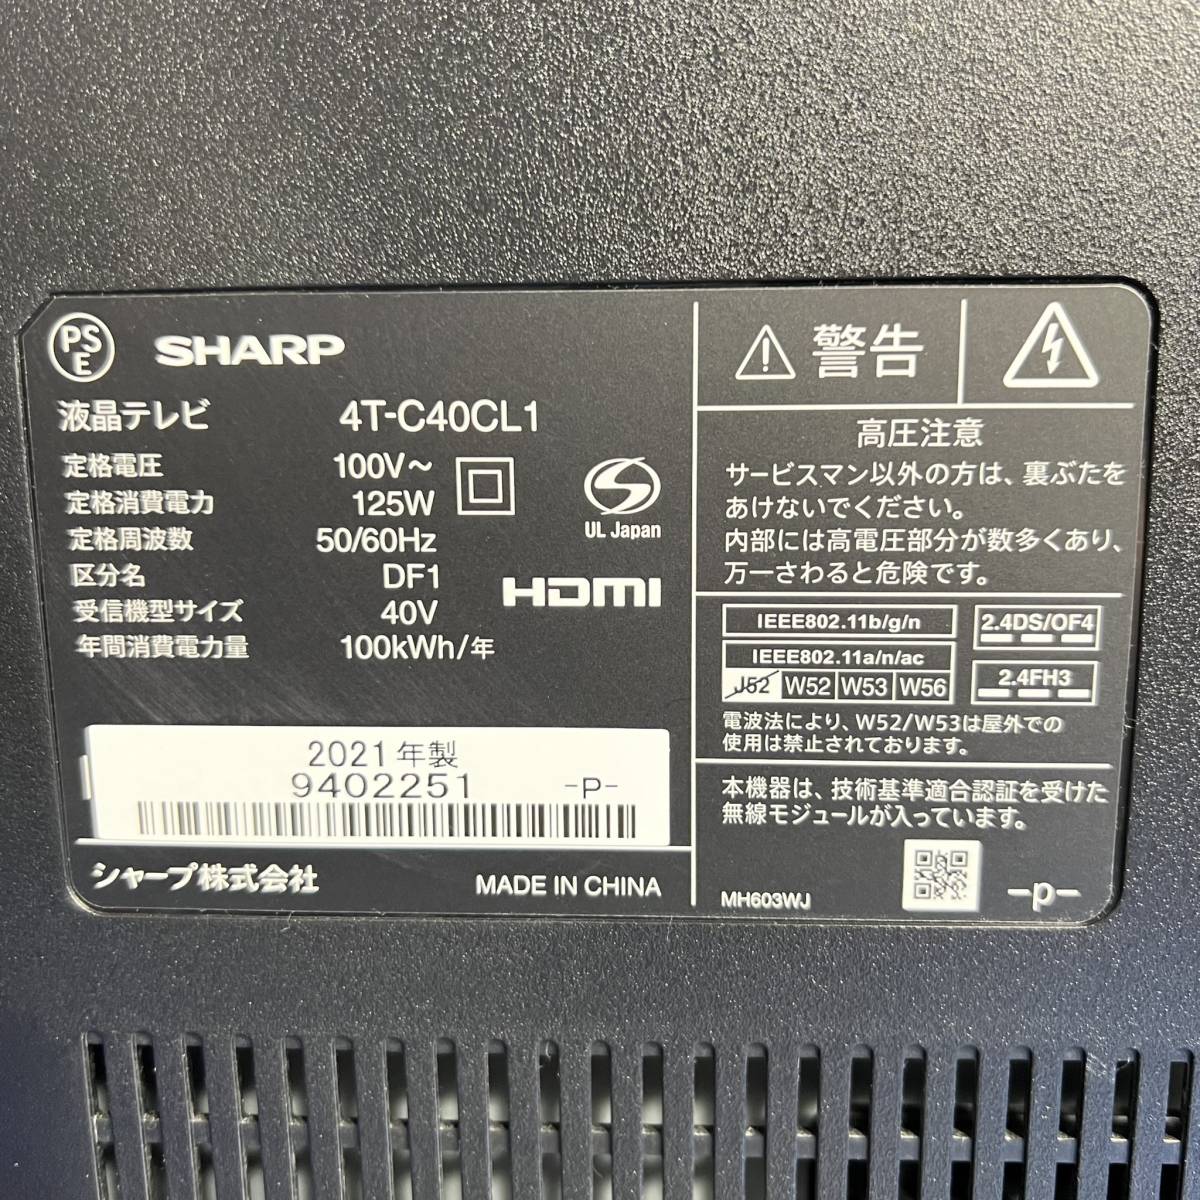 PSE
SHARP
液晶テレビ 4T-C40CL1
定格電圧 100V～
定格消費電力 125W
定格周波数 50/60Hz
区分名 DF1
受信機型サイズ 40V
年間消費電力量 100kWh/年
UL Japan
HDMI
2021年製
9402251 -P-
シャープ株式会社 MADE IN CHINA
警告
高圧注意
サービスマン以外の方は、裏ぶたを
あけないでください。
内部には高電圧部分が数多くあり、
万一さわると危険です。
IEEE802.11b/g/n
IEEE802.11a/n/ac
J52 W52 W53 W56
2.4DS/OF4
2.4FH3
電波法により、W52/W53は屋外での
使用は禁止されております。
本機器は、技術基準適合認証を受けた
無線モジュールが入っています。
MH603WJ -p-